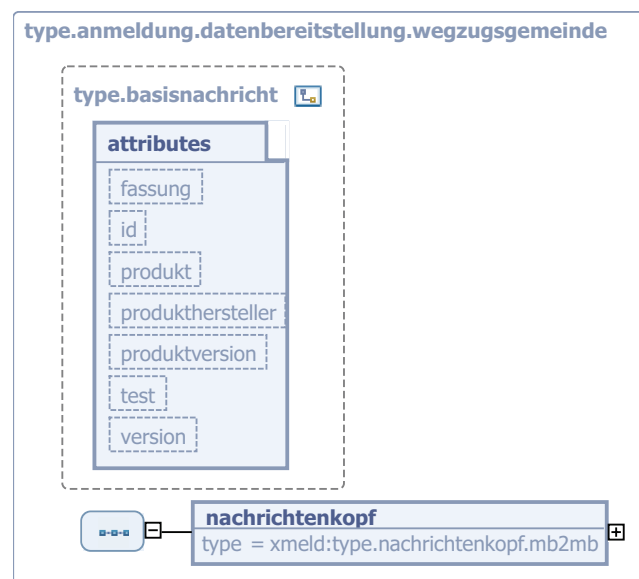 type.anmeldung.datenbereitstellung.wegzugsgemeinde
type.basisnachricht
attributes
fassung
id
produkt
produkthersteller
produktversion
test
version
nachrichtenkopf
type = xmeld:type.nachrichtenkopf.mb2mb